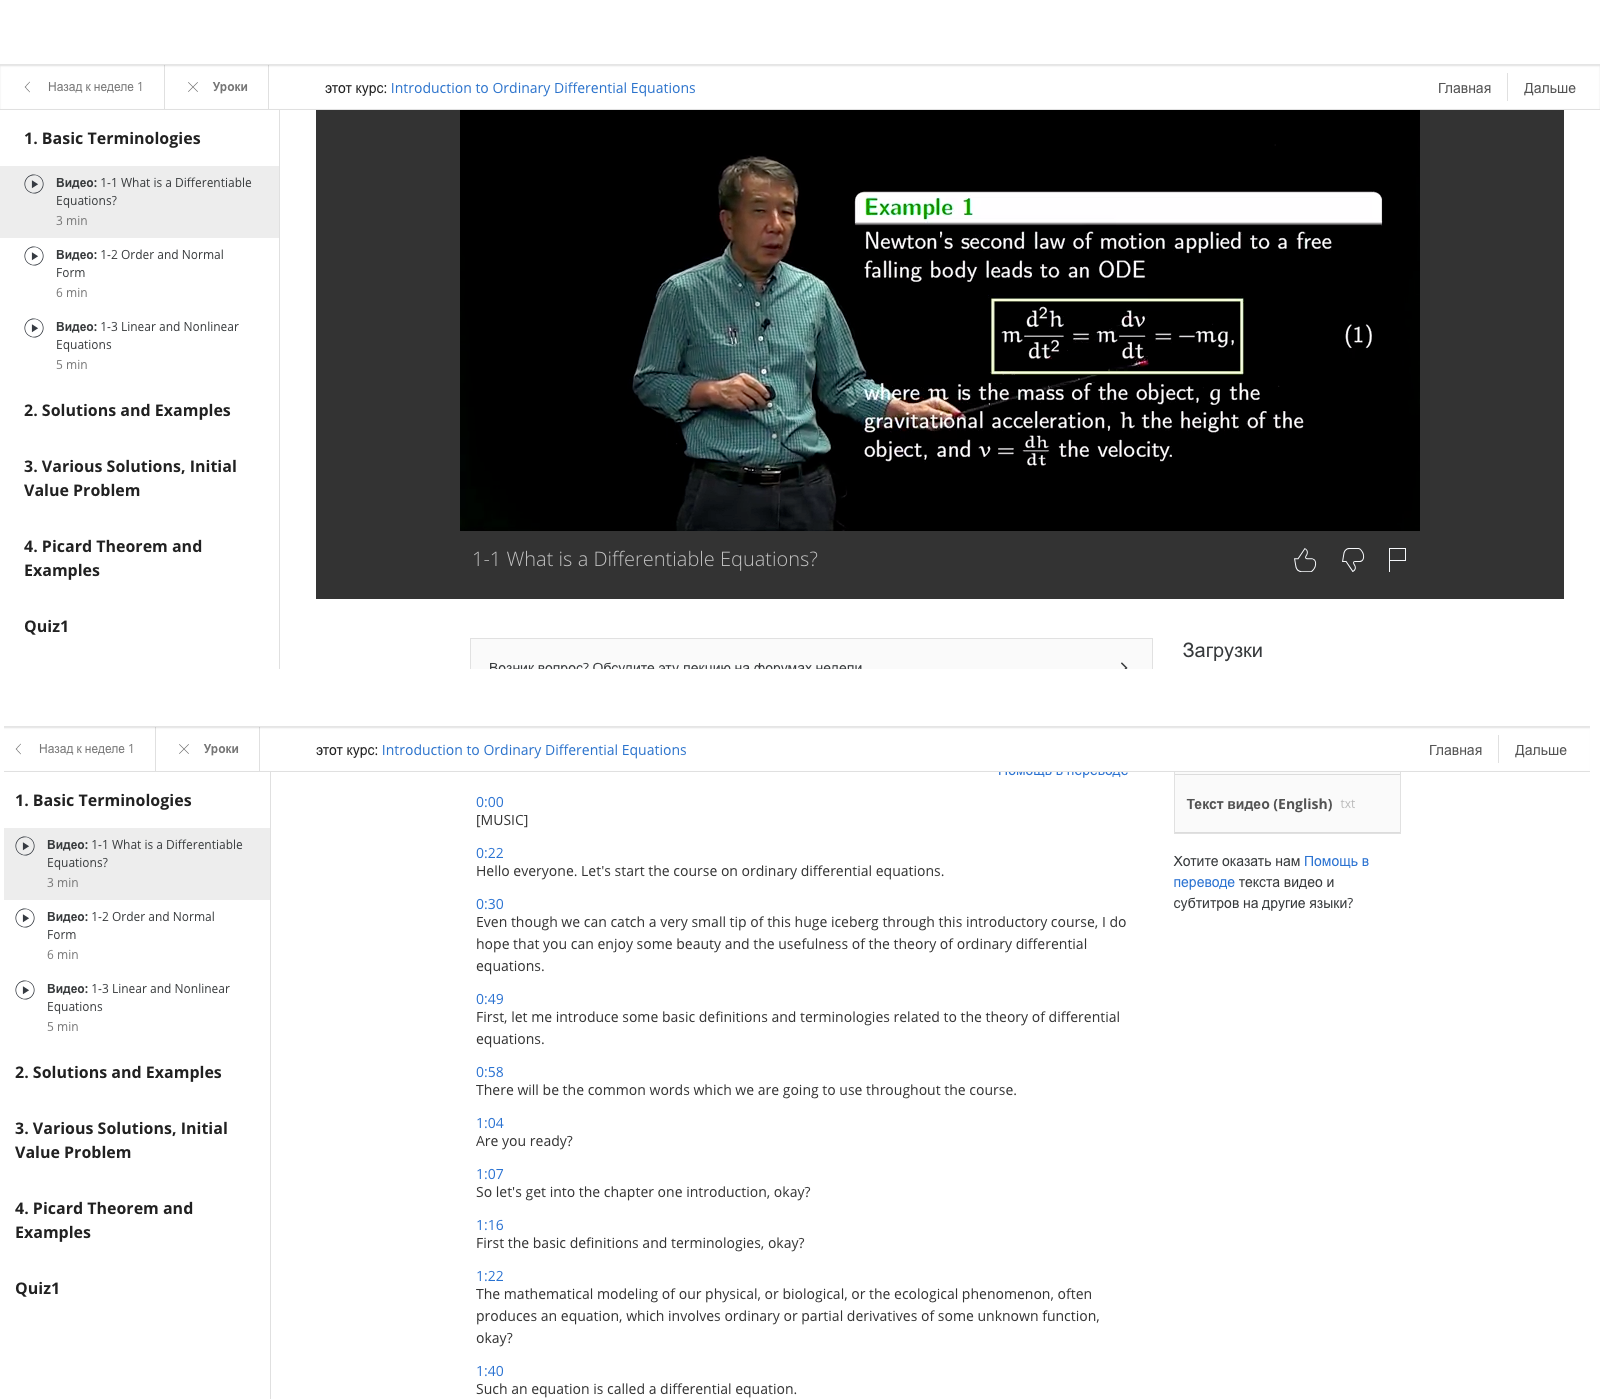 Назад к неделе 1
Уроки
этот курс: Introduction to Ordinary Differential Equations
Главная
Дальше
1. Basic Terminologies
Видео: 1-1 What is a Differentiable
Equations?
3 min
Видео: 1-2 Order and Normal
Form
6 min
Видео: 1-3 Linear and Nonlinear
Equations
5 min
2. Solutions and Examples
3. Various Solutions, Initial
Value Problem
4. Picard Theorem and
Examples
Quiz1
Example 1
Newton's second law of motion applied to a free
falling body leads to an ODE
m d²h/dt² = m dv/dt = −mg, (1)
where m is the mass of the object, g the
gravitational acceleration, h the height of the
object, and v = dh/dt the velocity.
1-1 What is a Differentiable Equations?
Возник вопрос? Обсудите эту лекцию на форумах недели
Загрузки
Назад к неделе 1
Уроки
этот курс: Introduction to Ordinary Differential Equations
Главная
Дальше
1. Basic Terminologies
Видео: 1-1 What is a Differentiable
Equations?
3 min
Видео: 1-2 Order and Normal
Form
6 min
Видео: 1-3 Linear and Nonlinear
Equations
5 min
2. Solutions and Examples
3. Various Solutions, Initial
Value Problem
4. Picard Theorem and
Examples
Quiz1
Помощь в переводе
0:00
[MUSIC]
0:22
Hello everyone. Let's start the course on ordinary differential equations.
0:30
Even though we can catch a very small tip of this huge iceberg through this introductory course, I do
hope that you can enjoy some beauty and the usefulness of the theory of ordinary differential
equations.
0:49
First, let me introduce some basic definitions and terminologies related to the theory of differential
equations.
0:58
There will be the common words which we are going to use throughout the course.
1:04
Are you ready?
1:07
So let's get into the chapter one introduction, okay?
1:16
First the basic definitions and terminologies, okay?
1:22
The mathematical modeling of our physical, or biological, or the ecological phenomenon, often
produces an equation, which involves ordinary or partial derivatives of some unknown function,
okay?
1:40
Such an equation is called a differential equation.
Текст видео (English) txt
Хотите оказать нам Помощь в
переводе текста видео и
субтитров на другие языки?